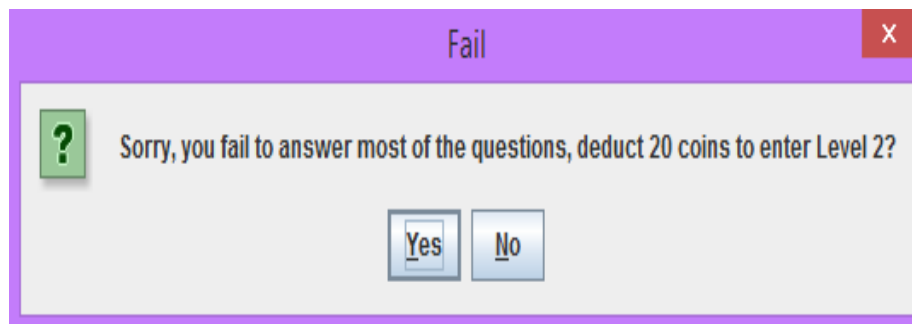 Fail
x
? Sorry, you fail to answer most of the questions, deduct 20 coins to enter Level 2?
Yes No